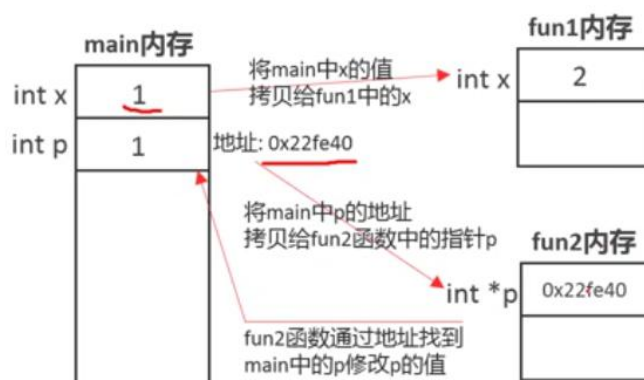 main内存
fun1内存
int x
1
将main中x的值
拷贝给fun1中的x
int x
2
int p
1
地址: 0x22fe40
将main中p的地址
拷贝给fun2函数中的指针p
fun2内存
int *p
0x22fe40
fun2函数通过地址找到
main中的p修改p的值